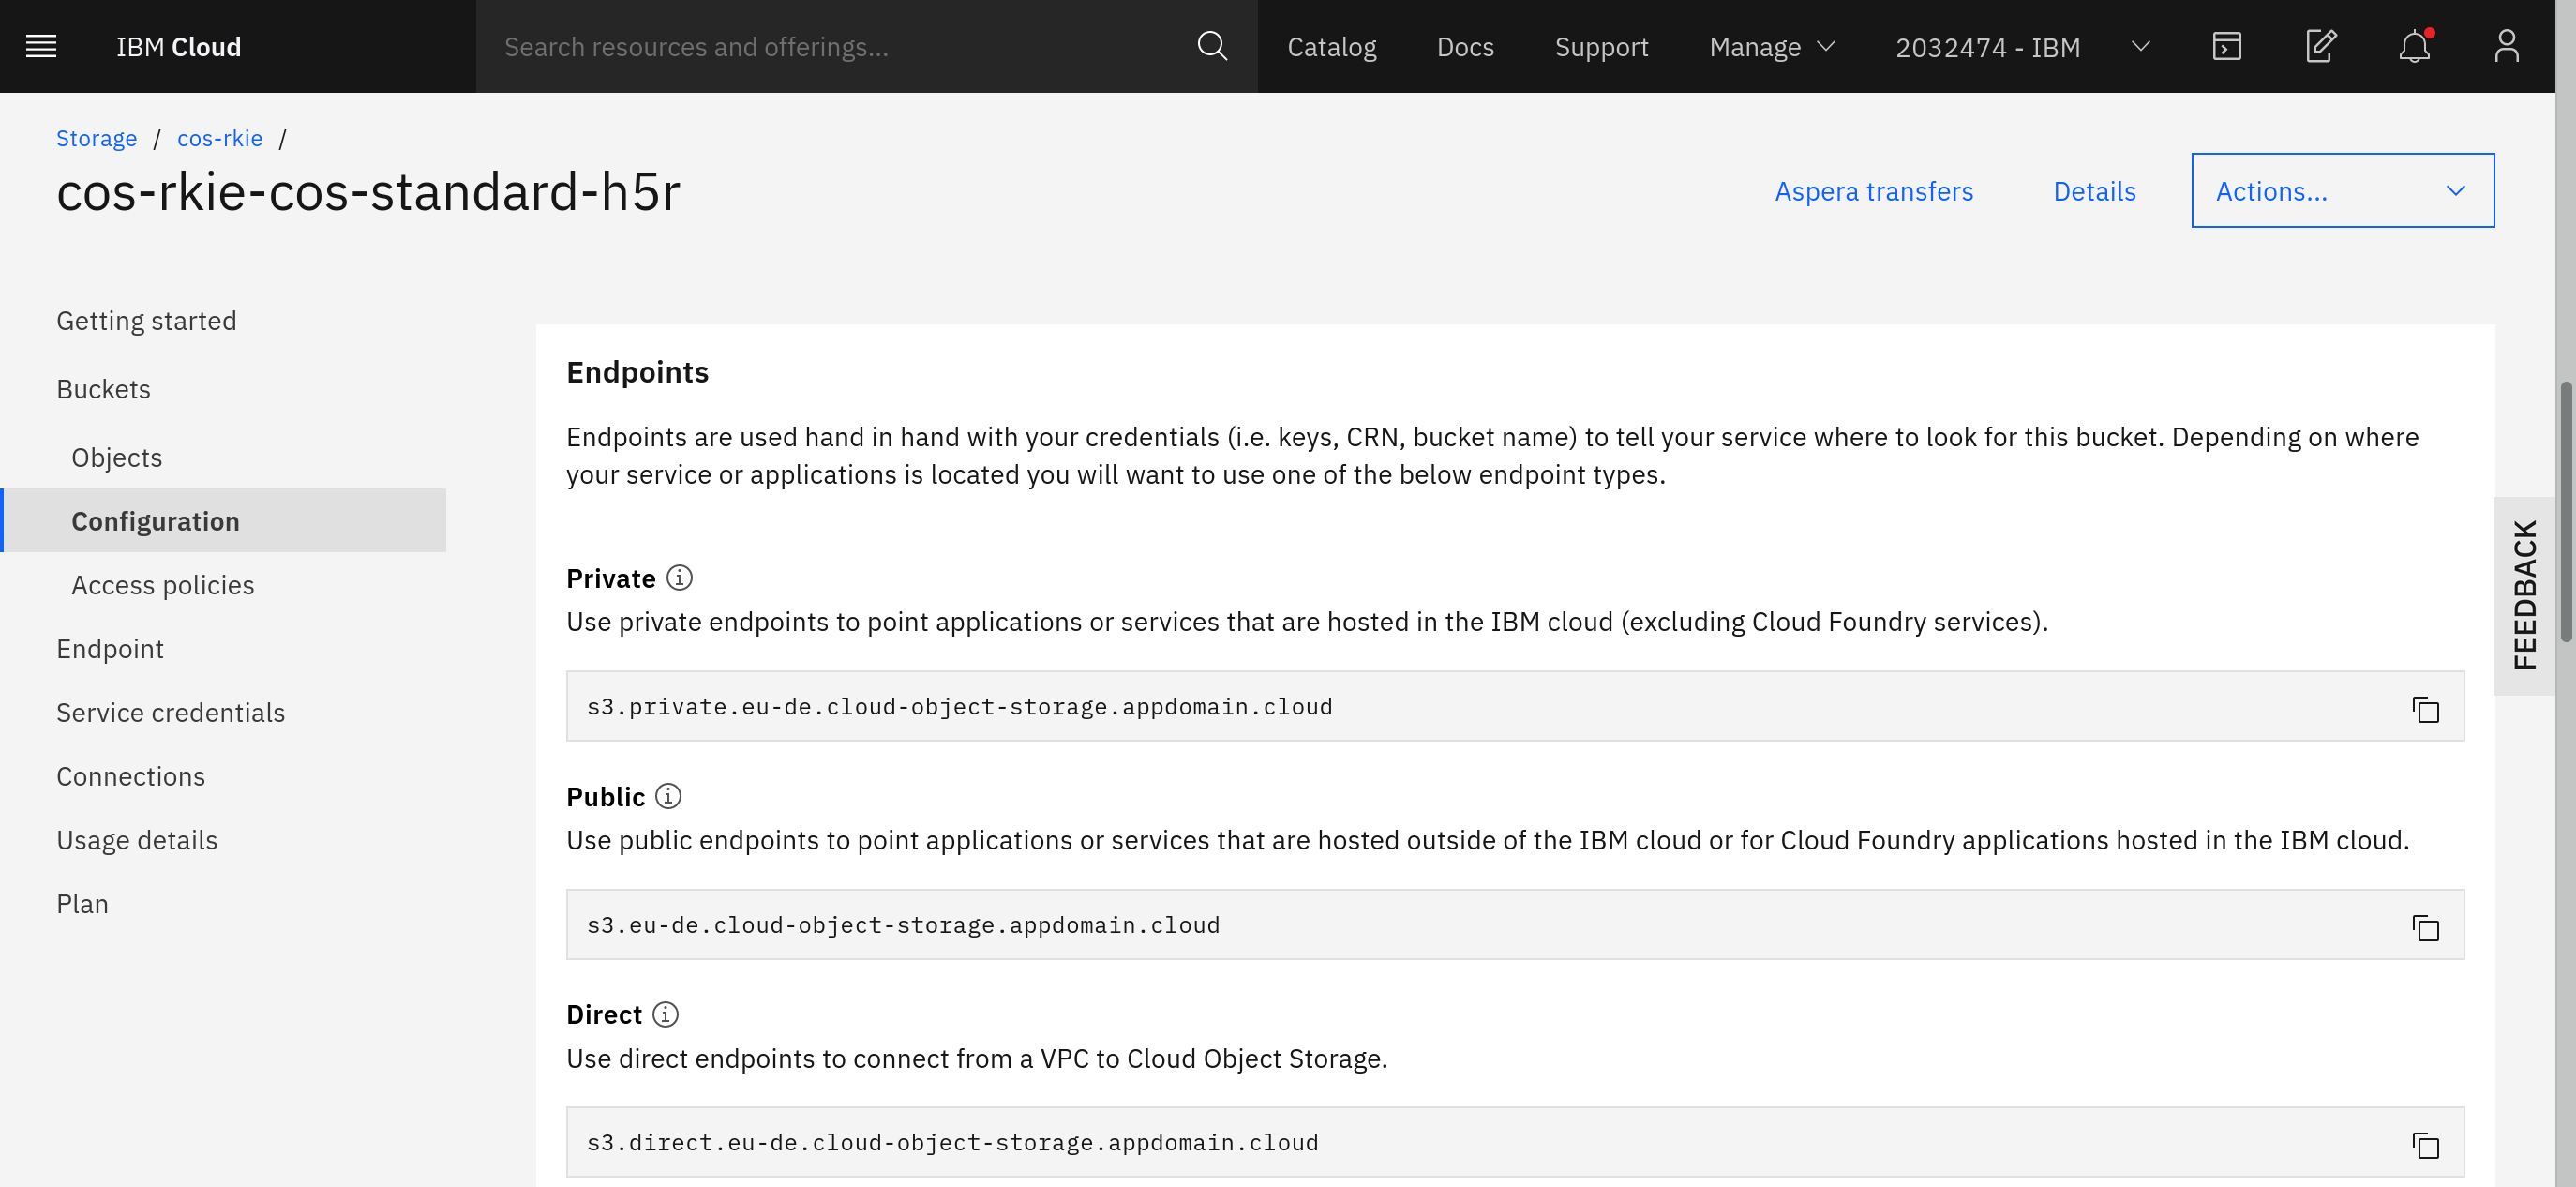 IBM Cloud
Search resources and offerings...
Catalog
Docs
Support
Manage
2032474 - IBM
Storage / cos-rkie /
cos-rkie-cos-standard-h5r
Aspera transfers
Details
Actions...
Getting started
Buckets
Objects
Configuration
Access policies
Endpoint
Service credentials
Connections
Usage details
Plan
Endpoints
Endpoints are used hand in hand with your credentials (i.e. keys, CRN, bucket name) to tell your service where to look for this bucket. Depending on where
your service or applications is located you will want to use one of the below endpoint types.
Private
Use private endpoints to point applications or services that are hosted in the IBM cloud (excluding Cloud Foundry services).
s3.private.eu-de.cloud-object-storage.appdomain.cloud
Public
Use public endpoints to point applications or services that are hosted outside of the IBM cloud or for Cloud Foundry applications hosted in the IBM cloud.
s3.eu-de.cloud-object-storage.appdomain.cloud
Direct
Use direct endpoints to connect from a VPC to Cloud Object Storage.
s3.direct.eu-de.cloud-object-storage.appdomain.cloud
FEEDBACK